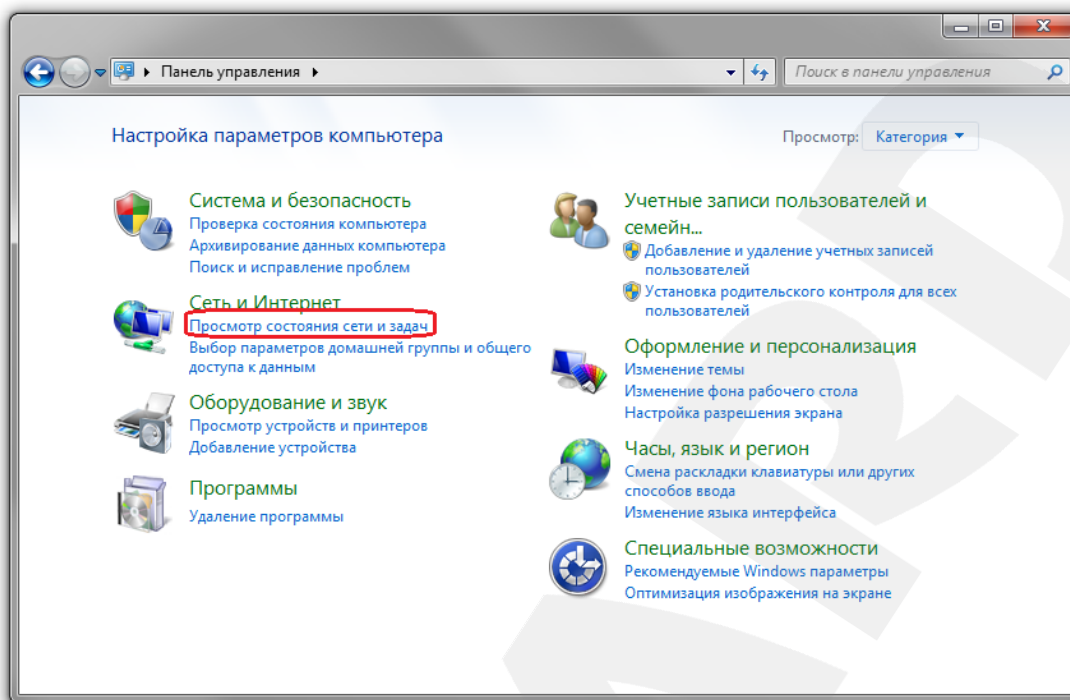 Панель управления
Поиск в панели управления
Настройка параметров компьютера
Просмотр: Категория
Система и безопасность
Проверка состояния компьютера
Архивирование данных компьютера
Поиск и исправление проблем
Сеть и Интернет
Просмотр состояния сети и задач
Выбор параметров домашней группы и общего
доступа к данным
Оборудование и звук
Просмотр устройств и принтеров
Добавление устройства
Программы
Удаление программы
Учетные записи пользователей и
семейн...
Добавление и удаление учетных записей
пользователей
Установка родительского контроля для всех
пользователей
Оформление и персонализация
Изменение темы
Изменение фона рабочего стола
Настройка разрешения экрана
Часы, язык и регион
Смена раскладки клавиатуры или других
способов ввода
Изменение языка интерфейса
Специальные возможности
Рекомендуемые Windows параметры
Оптимизация изображения на экране